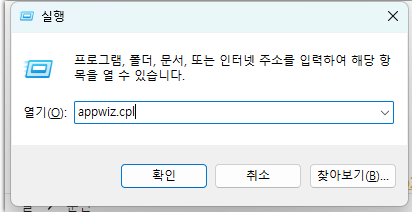 실행
프로그램, 폴더, 문서, 또는 인터넷 주소를 입력하여 해당 항
목을 열 수 있습니다.
열기(O): appwiz.cpl
확인 취소 찾아보기(B)...